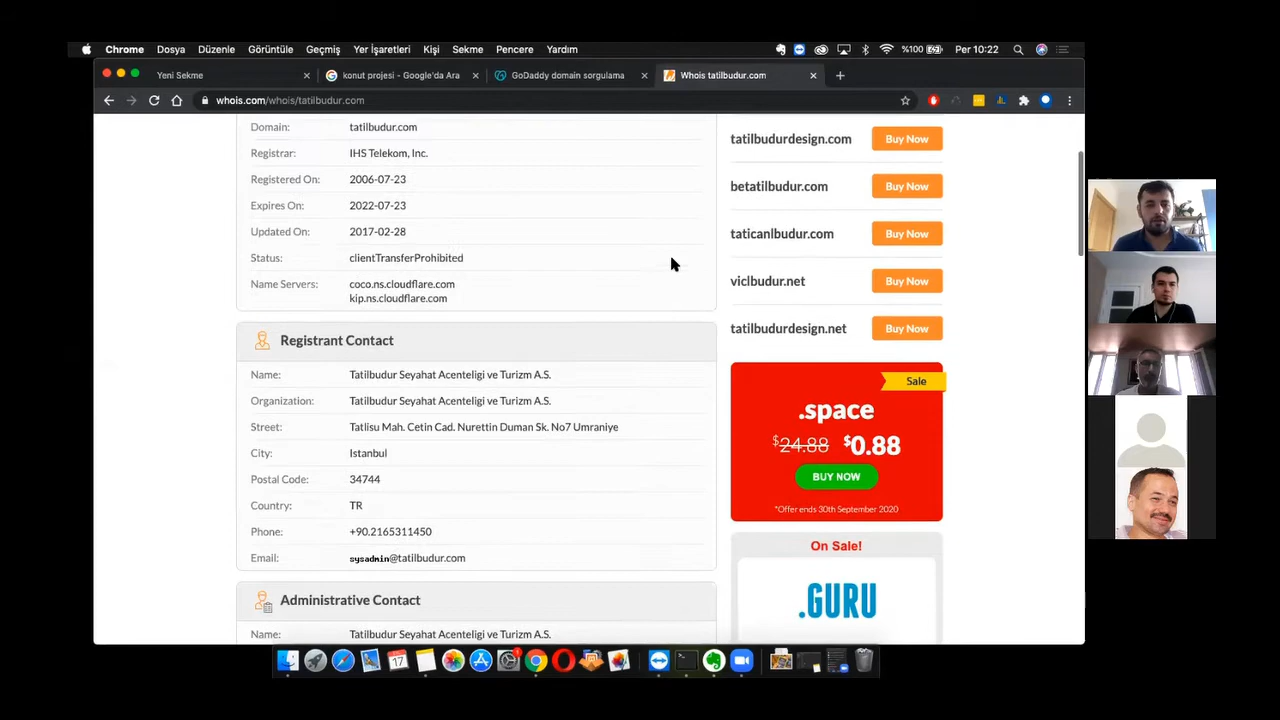 Chrome Dosya Düzenle Görüntüle Geçmiş Yer İşaretleri Kişi Sekme Pencere Yardım %100 Per 10:22
Yeni Sekme
konut projesi - Google'da Ara
GoDaddy domain sorgulama
Whois tatilbudur.com
whois.com/whois/tatilbudur.com
Domain: tatilbudur.com
Registrar: IHS Telekom, Inc.
Registered On: 2006-07-23
Expires On: 2022-07-23
Updated On: 2017-02-28
Status: clientTransferProhibited
Name Servers: coco.ns.cloudflare.com
kip.ns.cloudflare.com
Registrant Contact
Name: Tatilbudur Seyahat Acenteligi ve Turizm A.S.
Organization: Tatilbudur Seyahat Acenteligi ve Turizm A.S.
Street: Tatlisu Mah. Cetin Cad. Nurettin Duman Sk. No7 Umraniye
City: Istanbul
Postal Code: 34744
Country: TR
Phone: +90.2165311450
Email: sysadmin@tatilbudur.com
Administrative Contact
Name: Tatilbudur Seyahat Acenteligi ve Turizm A.S.
tatilbudurdesign.com Buy Now
betatilbudur.com Buy Now
taticanlbudur.com Buy Now
viclbudur.net Buy Now
tatilbudurdesign.net Buy Now
Sale
.space
$24.88 $0.88
BUY NOW
*Offer ends 30th September 2020
On Sale!
.GURU
17